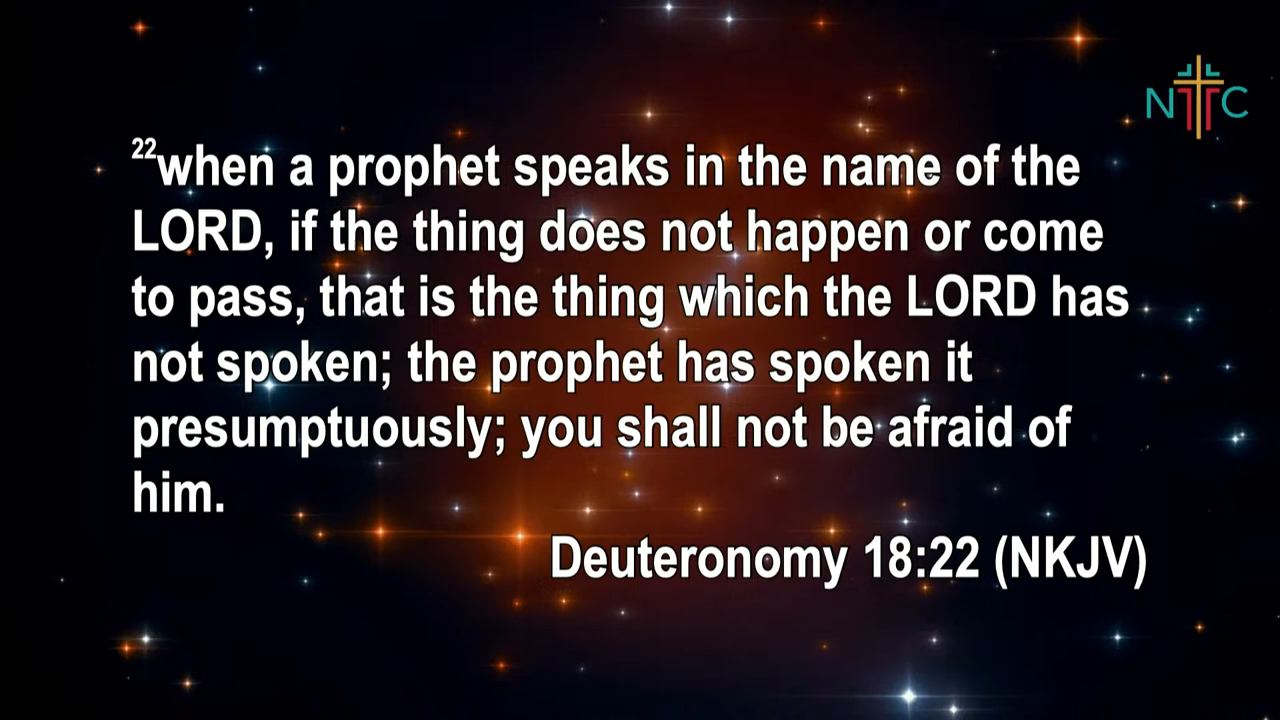 NTTC
22when a prophet speaks in the name of the
LORD, if the thing does not happen or come
to pass, that is the thing which the LORD has
not spoken; the prophet has spoken it
presumptuously; you shall not be afraid of
him.
Deuteronomy 18:22 (NKJV)